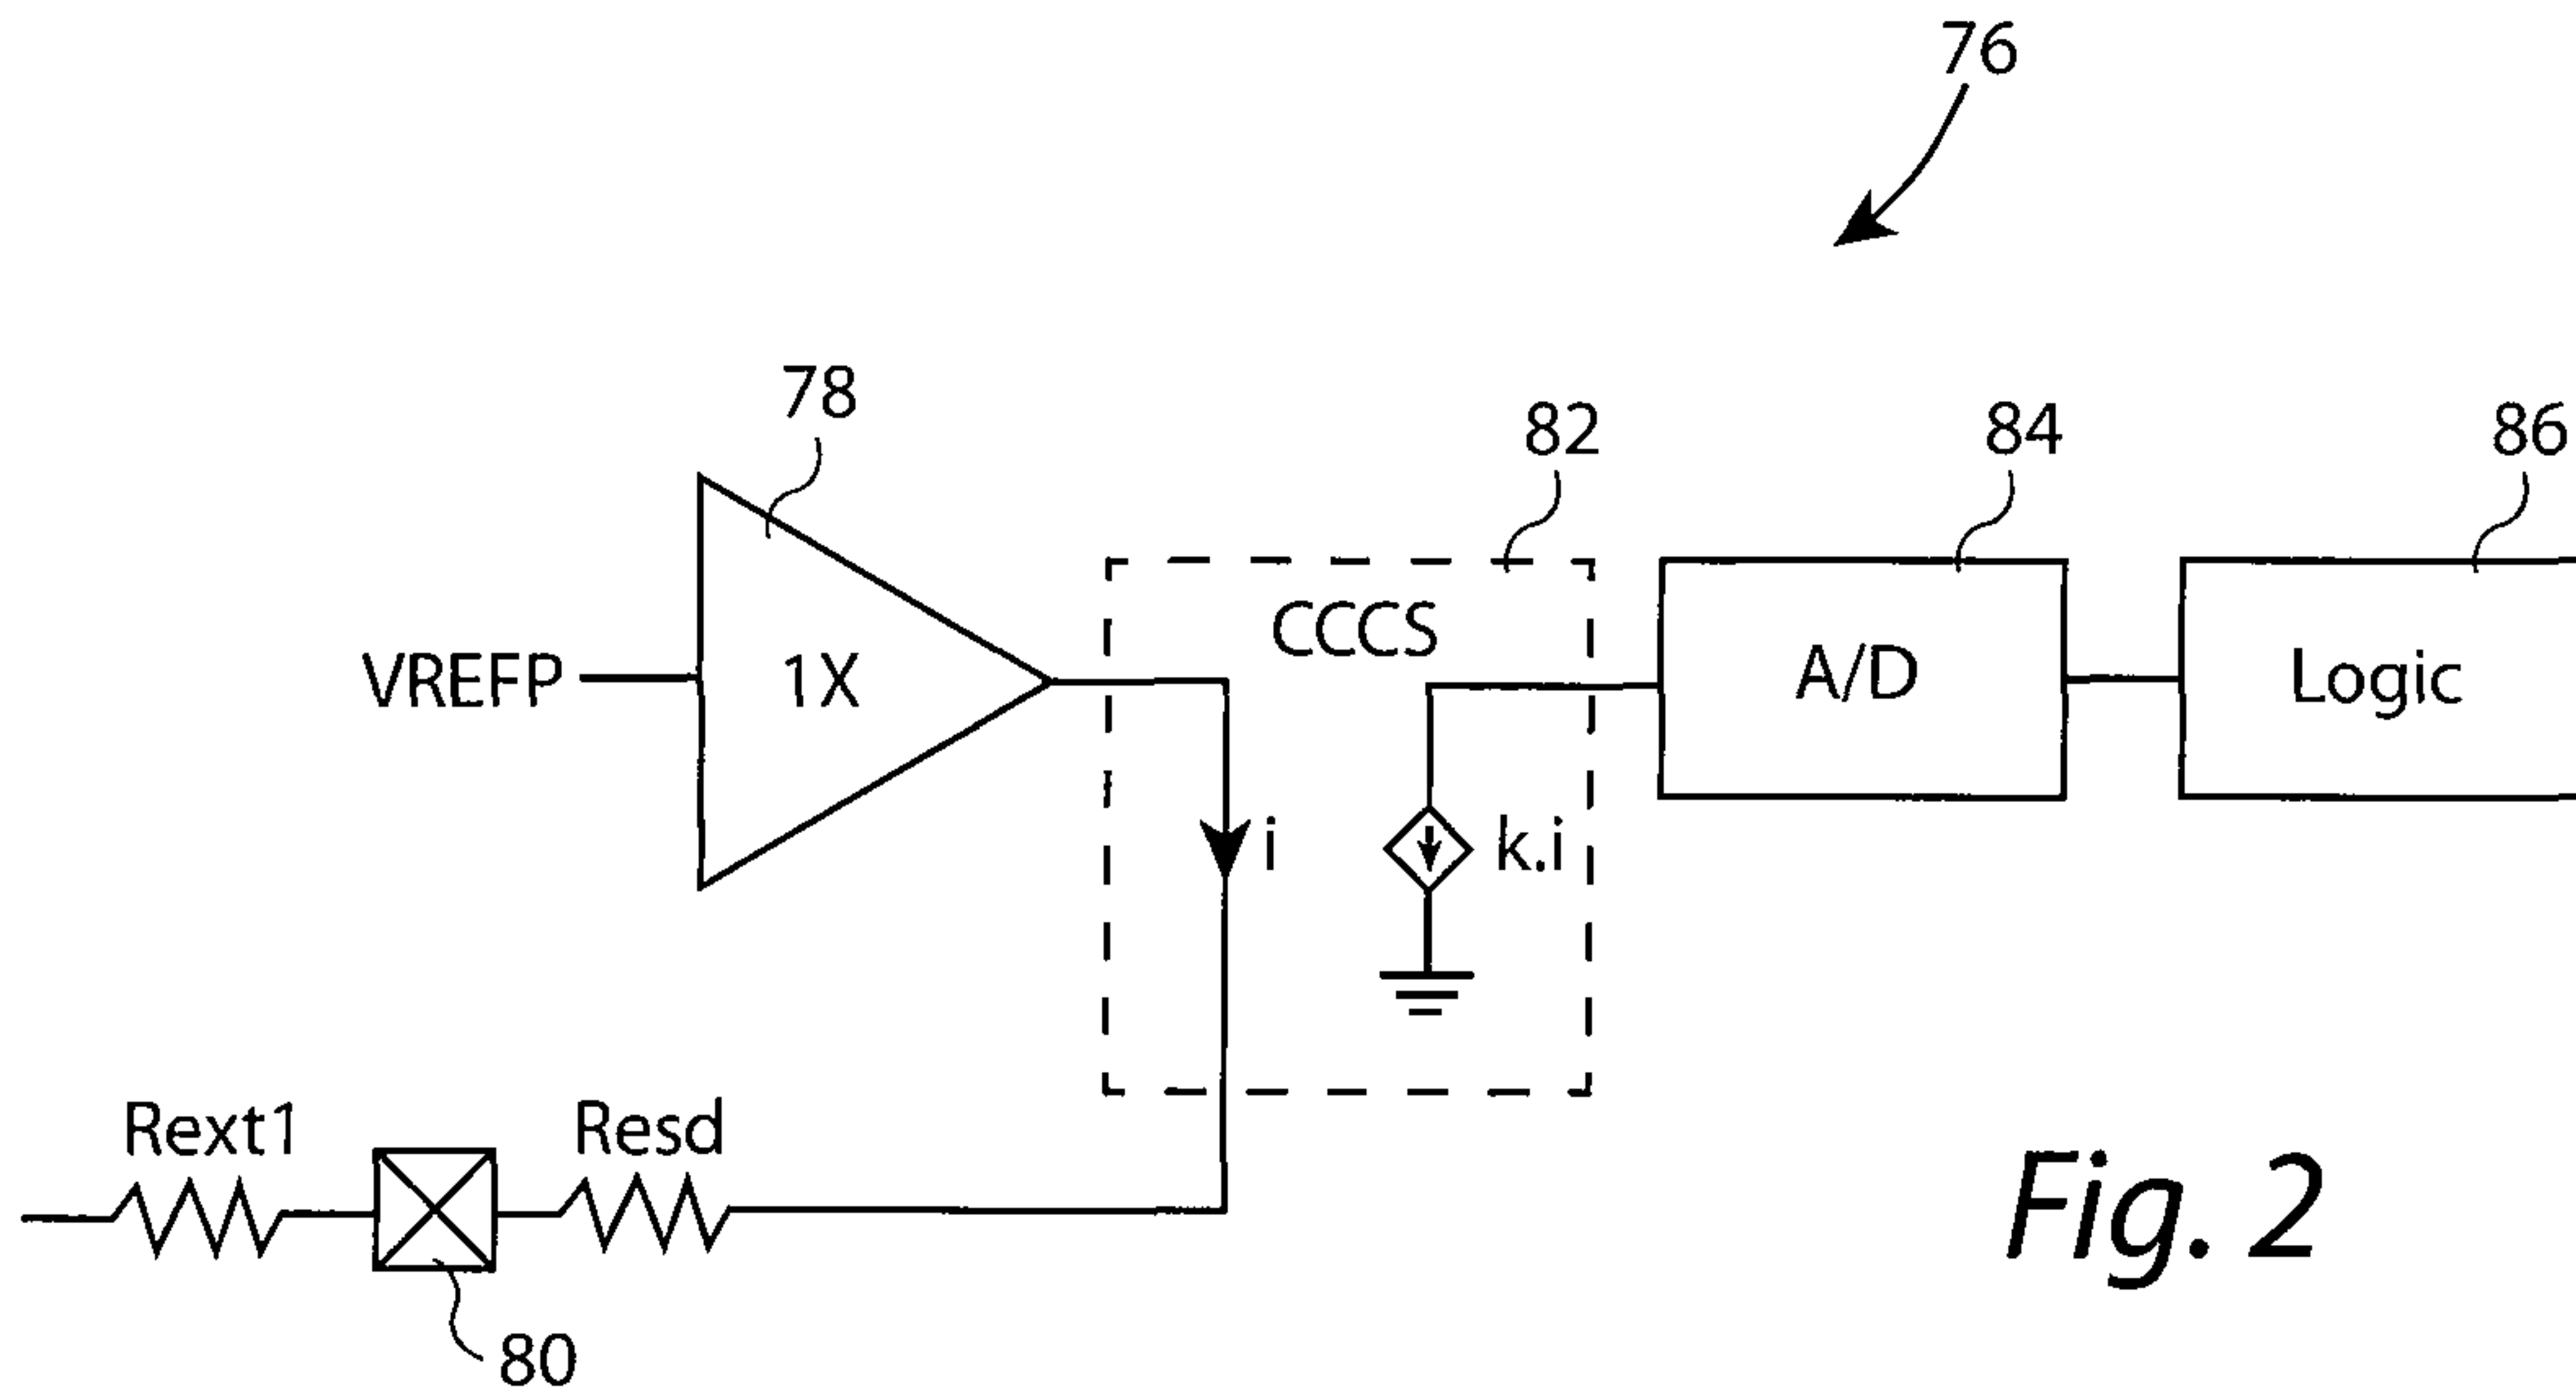 76
78
82
84
86
CCCS
VREFP
1X
A/D
Logic
i
k.i
Rext1
Resd
80
Fig. 2